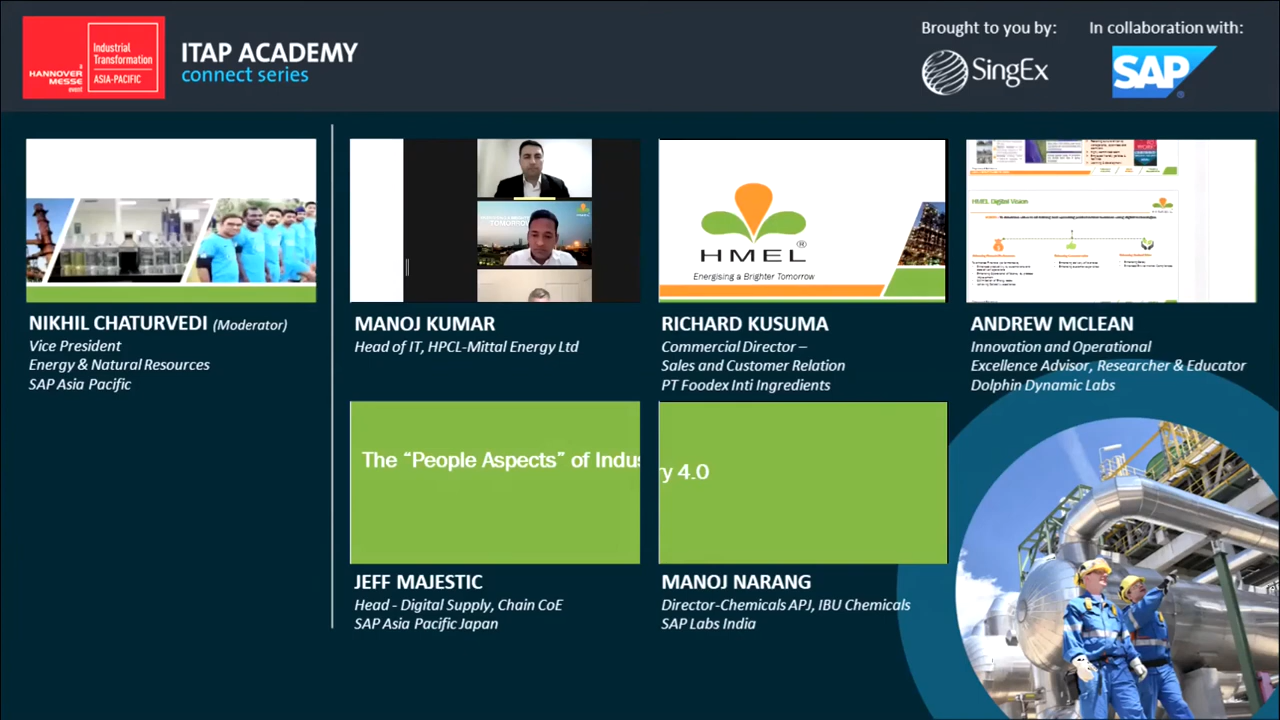 a
HANNOVER
MESSE
event
Industrial
Transformation
ASIA-PACIFIC
ITAP ACADEMY
connect series
Brought to you by:
SingEx
In collaboration with:
SAP
TOMORROW
HMEL®
Energising a Brighter Tomorrow
HMEL Digital Vision
NIKHIL CHATURVEDI (Moderator)
Vice President
Energy & Natural Resources
SAP Asia Pacific
MANOJ KUMAR
Head of IT, HPCL-Mittal Energy Ltd
RICHARD KUSUMA
Commercial Director –
Sales and Customer Relation
PT Foodex Inti Ingredients
ANDREW MCLEAN
Innovation and Operational
Excellence Advisor, Researcher & Educator
Dolphin Dynamic Labs
The “People Aspects” of Indus
ry 4.0
JEFF MAJESTIC
Head - Digital Supply, Chain CoE
SAP Asia Pacific Japan
MANOJ NARANG
Director-Chemicals APJ, IBU Chemicals
SAP Labs India